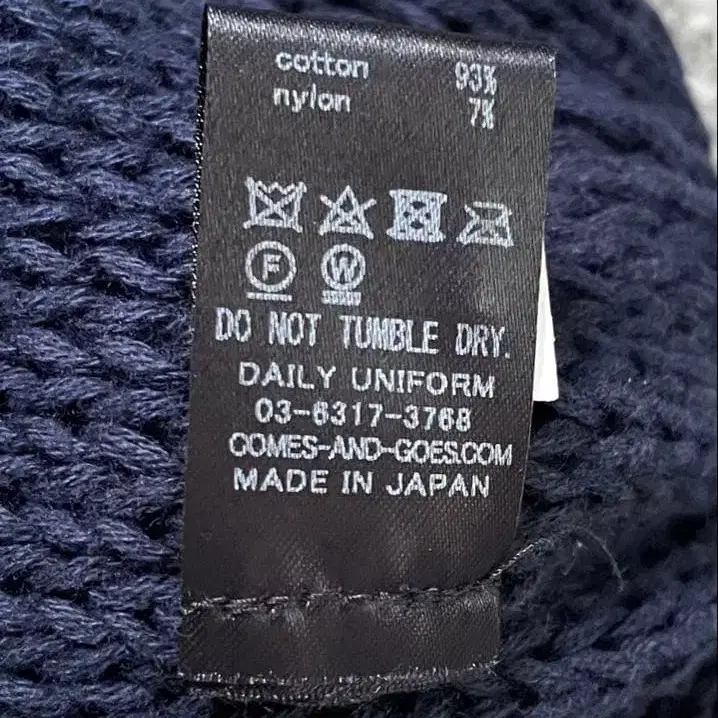 cotton 93%
nylon 7%
F W
DO NOT TUMBLE DRY.
DAILY UNIFORM
03-6317-3768
COMES-AND-GOES.COM
MADE IN JAPAN